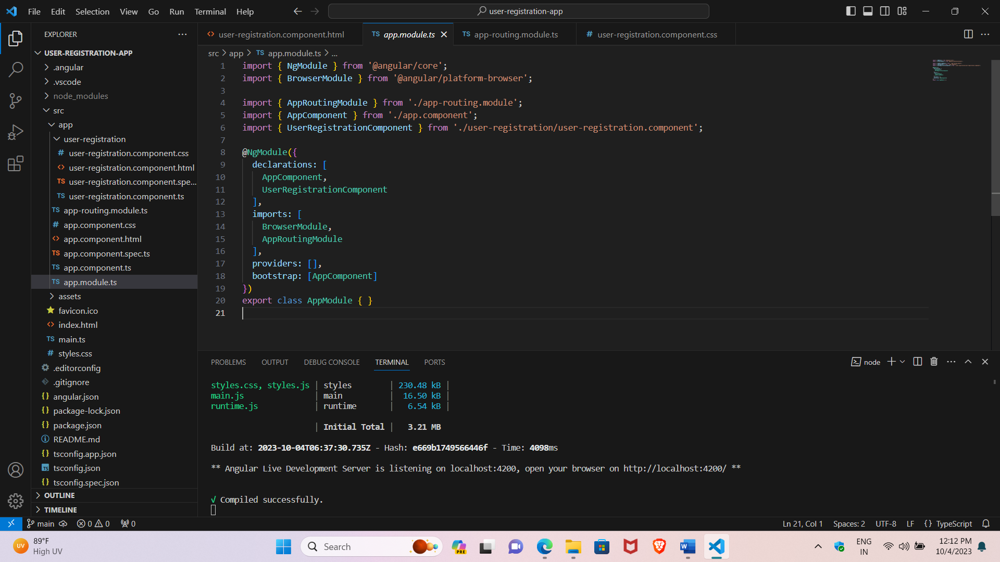 File Edit Selection View Go Run Terminal Help
user-registration-app
EXPLORER
USER-REGISTRATION-APP
.angular
.vscode
node_modules
src
app
user-registration
# user-registration.component.css
<> user-registration.component.html
TS user-registration.component.spe...
TS user-registration.component.ts
TS app-routing.module.ts
# app.component.css
<> app.component.html
TS app.component.spec.ts
TS app.component.ts
TS app.module.ts
assets
favicon.ico
<> index.html
TS main.ts
# styles.css
.editorconfig
.gitignore
{} angular.json
{} package-lock.json
{} package.json
README.md
{} tsconfig.app.json
TS tsconfig.json
{} tsconfig.spec.json
OUTLINE
TIMELINE
<> user-registration.component.html TS app.module.ts TS app-routing.module.ts # user-registration.component.css
src > app > TS app.module.ts > ...
1 import { NgModule } from '@angular/core';
2 import { BrowserModule } from '@angular/platform-browser';
3
4 import { AppRoutingModule } from './app-routing.module';
5 import { AppComponent } from './app.component';
6 import { UserRegistrationComponent } from './user-registration/user-registration.component';
7
8 @NgModule({
9 declarations: [
10 AppComponent,
11 UserRegistrationComponent
12 ],
13 imports: [
14 BrowserModule,
15 AppRoutingModule
16 ],
17 providers: [],
18 bootstrap: [AppComponent]
19 })
20 export class AppModule { }
21
PROBLEMS OUTPUT DEBUG CONSOLE TERMINAL PORTS
node
styles.css, styles.js | styles | 230.48 kB |
main.js | main | 16.50 kB |
runtime.js | runtime | 6.54 kB |
| Initial Total | 3.21 MB
Build at: 2023-10-04T06:37:30.735Z - Hash: e669b1749566446f - Time: 4098ms
** Angular Live Development Server is listening on localhost:4200, open your browser on http://localhost:4200/ **
√ Compiled successfully.
main 0 0 0
Ln 21, Col 1 Spaces: 2 UTF-8 LF {} TypeScript
UV
89°F
High UV
Search
PRE
W
ENG
IN
12:12 PM
10/4/2023